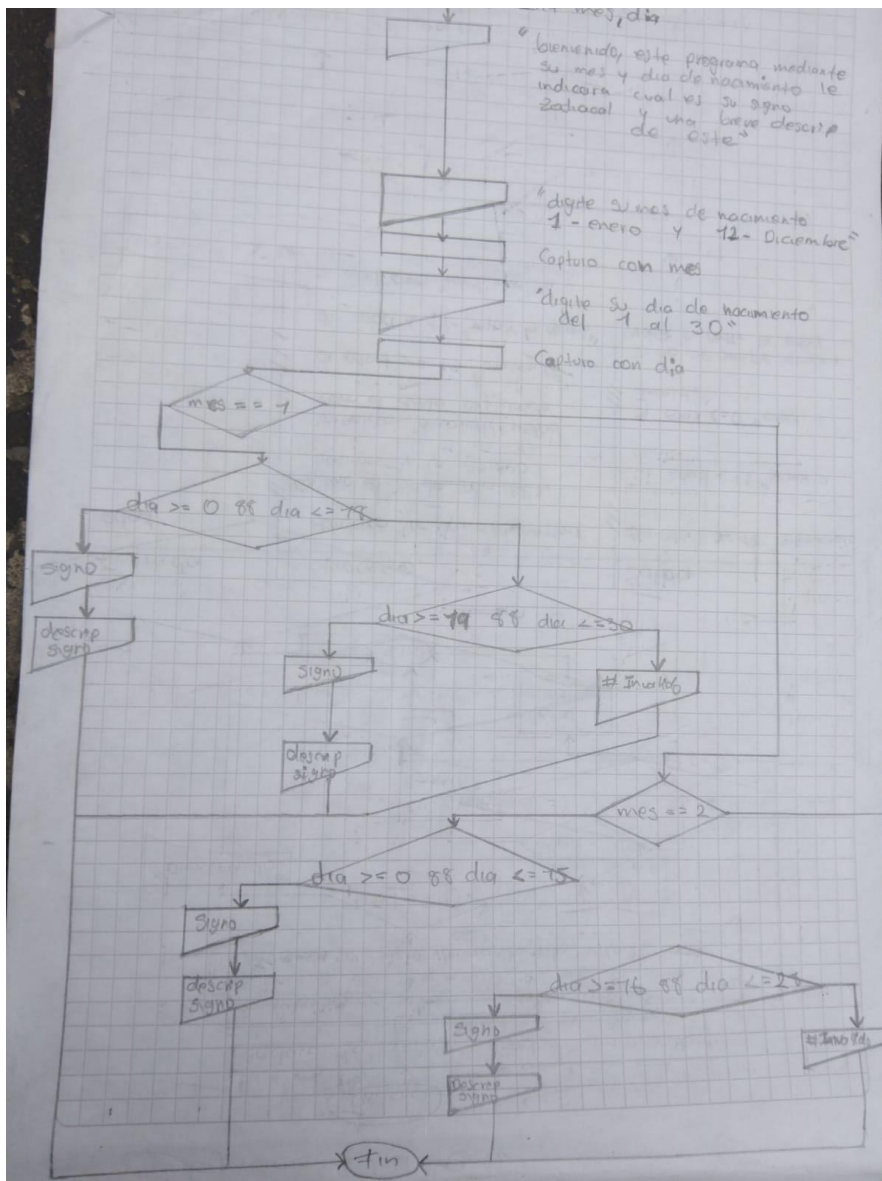 mes, dia
"bienvenido, este programa mediante
su mes y dia de nacimiento le
indicara cual es su signo
zodiacal y una breve descrip
de este"
"digite su mes de nacimiento
1 - enero y 12 - Diciembre"
Capturo con mes
"digite su dia de nacimiento
del 1 al 30"
Capturo con dia
mes == 1
dia >= 0 && dia <= 18
signo
descrip
signo
dia >= 19 && dia <= 30
Signo
# Invalido
descrip
signo
mes == 2
dia >= 0 && dia <= 15
Signo
descrip
signo
dia >= 16 && dia <= 28
Signo
# Invalido
Descrip
signo
Fin